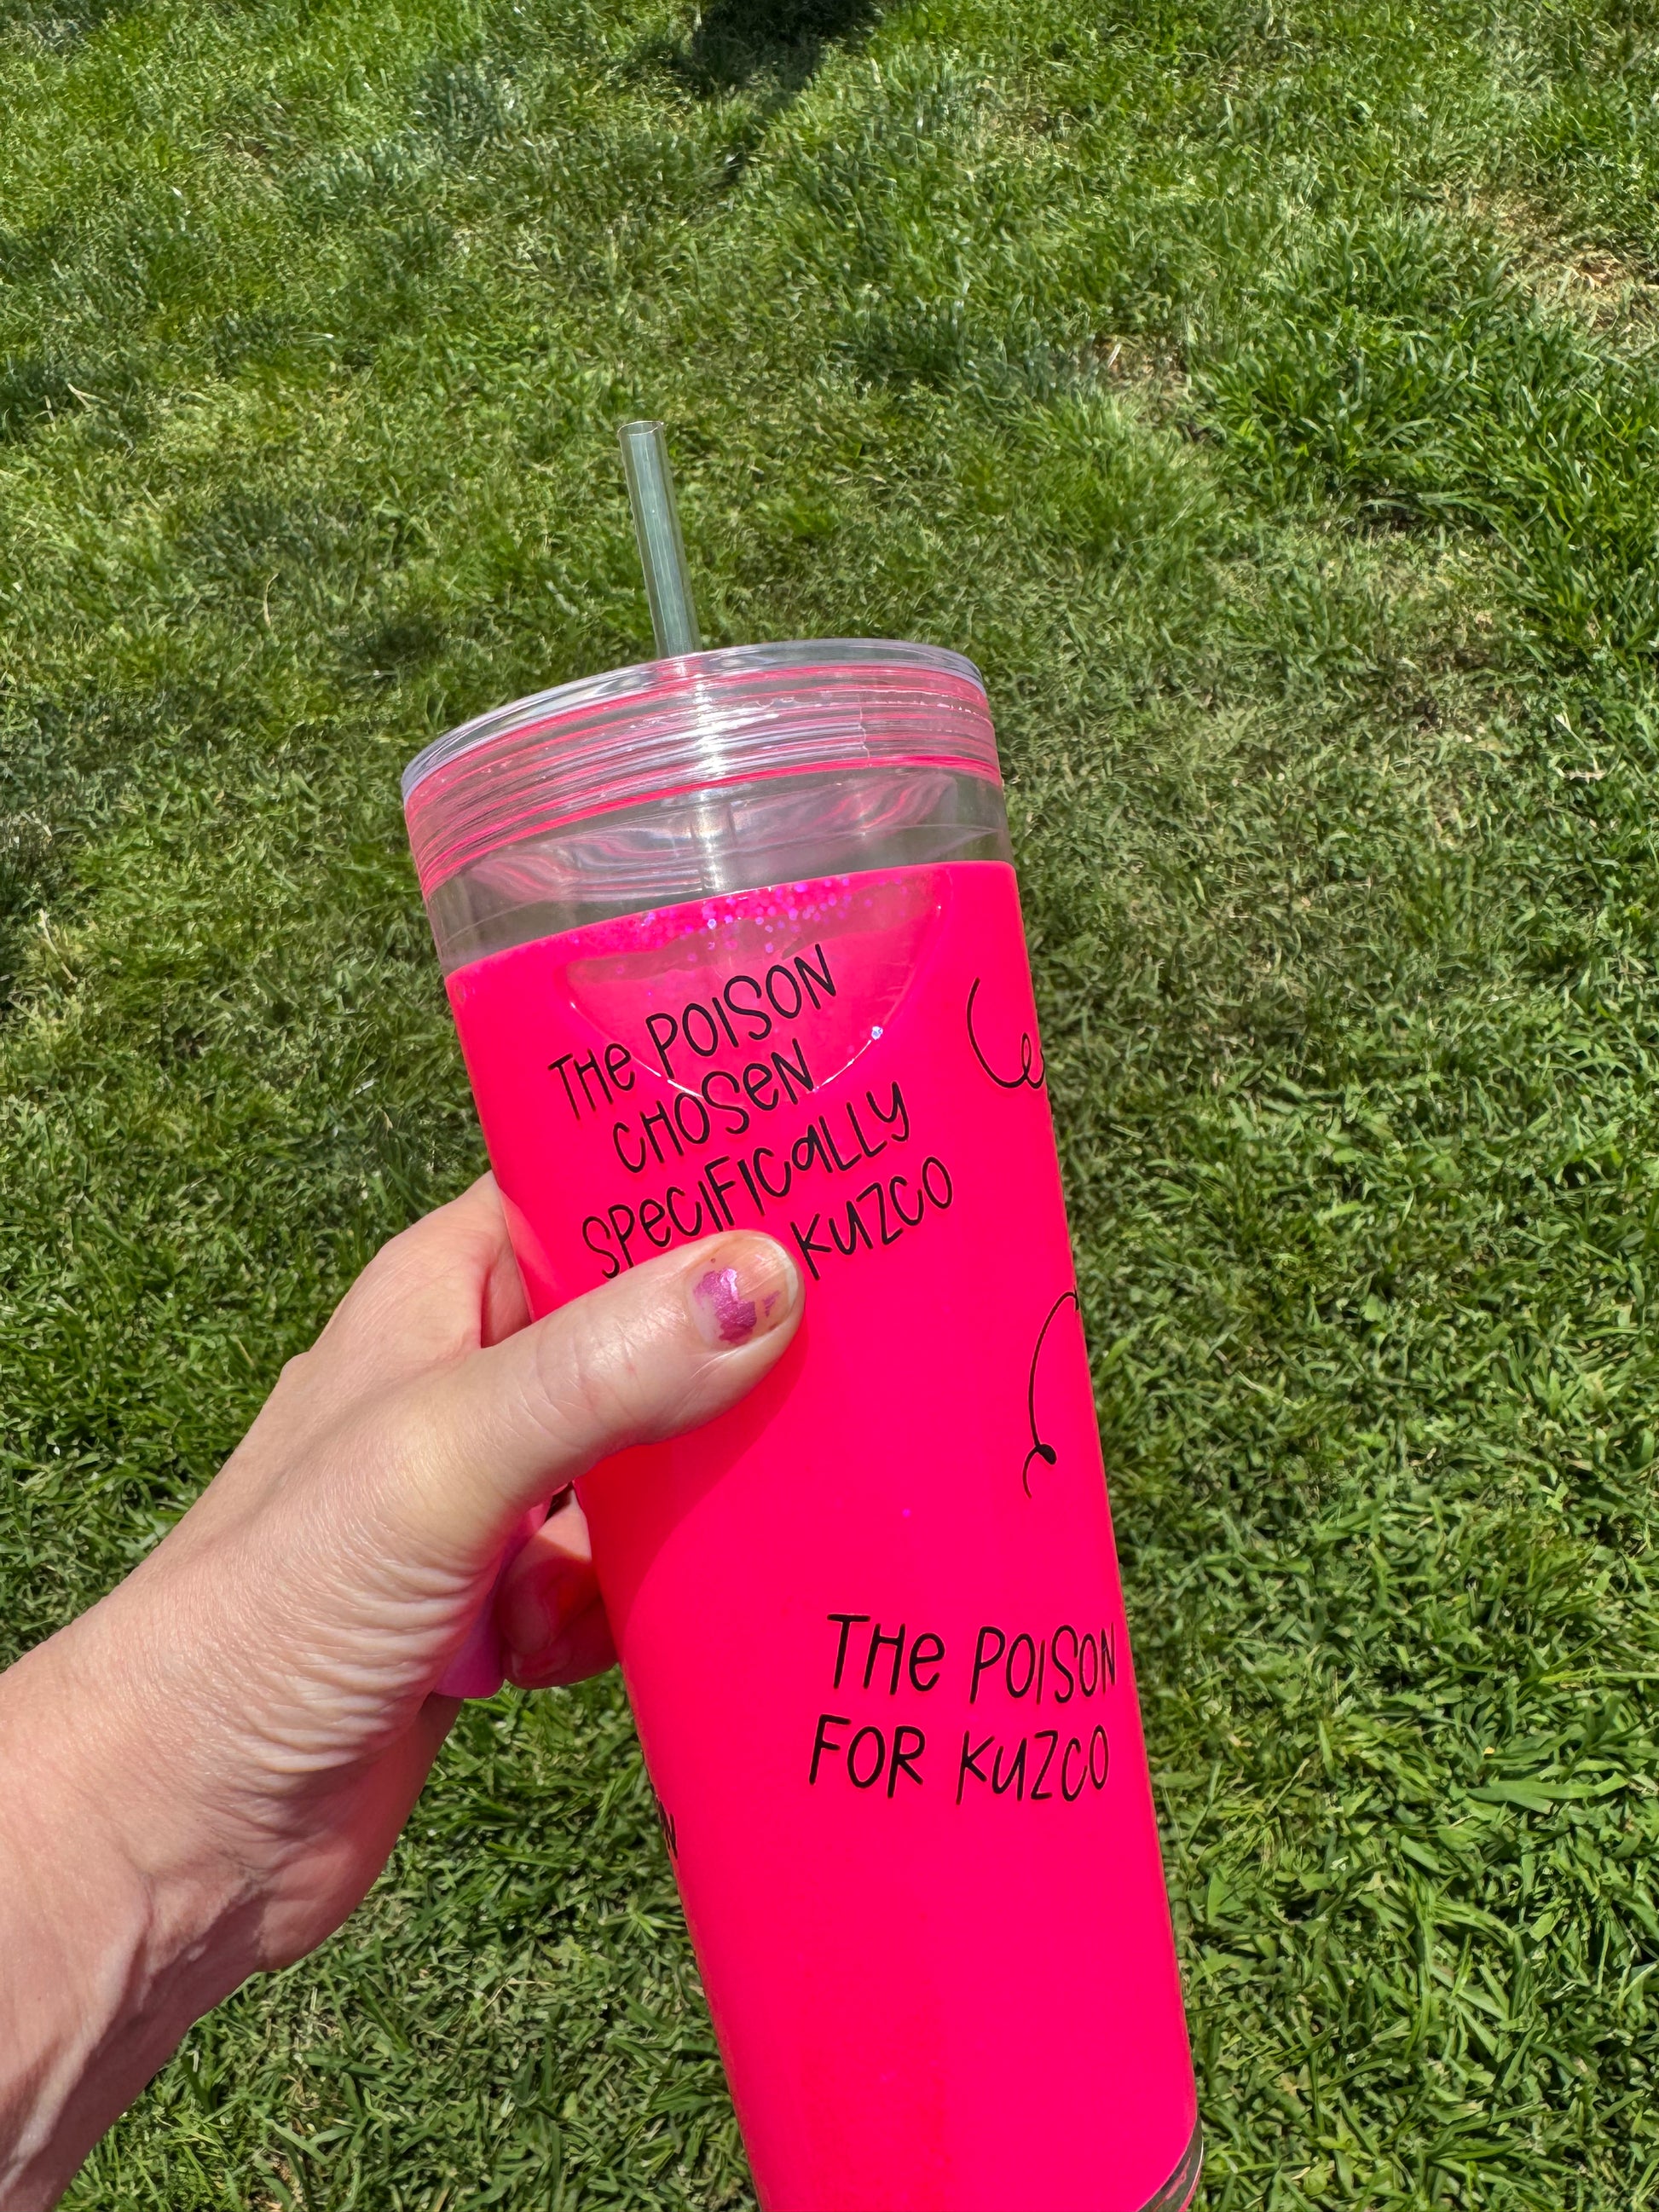 THE POISON
CHOSEN
SPECIFICALLY
KUZCO
THE POISON
FOR KUZCO